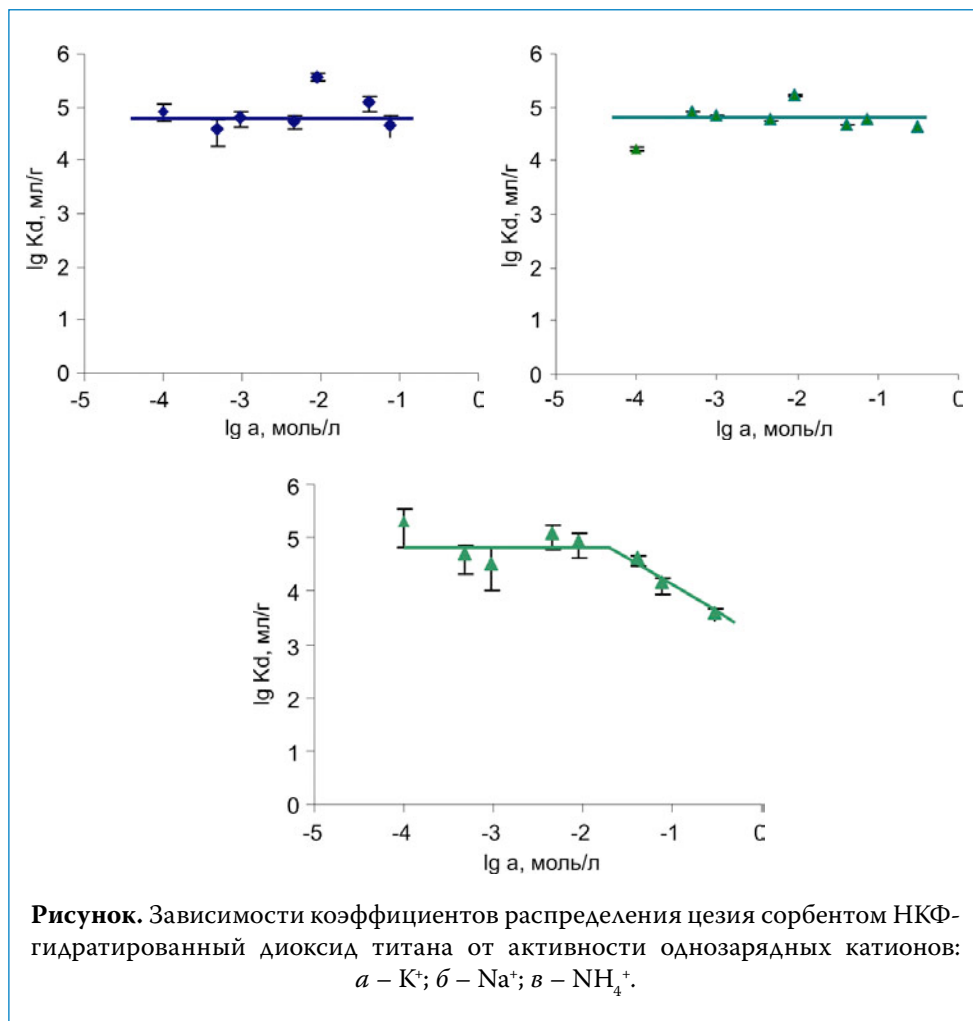 6
5
4
3
2
1
0
-5 -4 -3 -2 -1 0
lg Kd, мл/г
lg a, моль/л
6
5
4
3
2
1
0
-5 -4 -3 -2 -1 0
lg Kd, мл/г
lg a, моль/л
6
5
4
3
2
1
0
-5 -4 -3 -2 -1 0
lg Kd, мл/г
lg a, моль/л
Рисунок. Зависимости коэффициентов распределения цезия сорбентом НКФ-
гидратированный диоксид титана от активности однозарядных катионов:
а – K⁺; б – Na⁺; в – NH₄⁺.